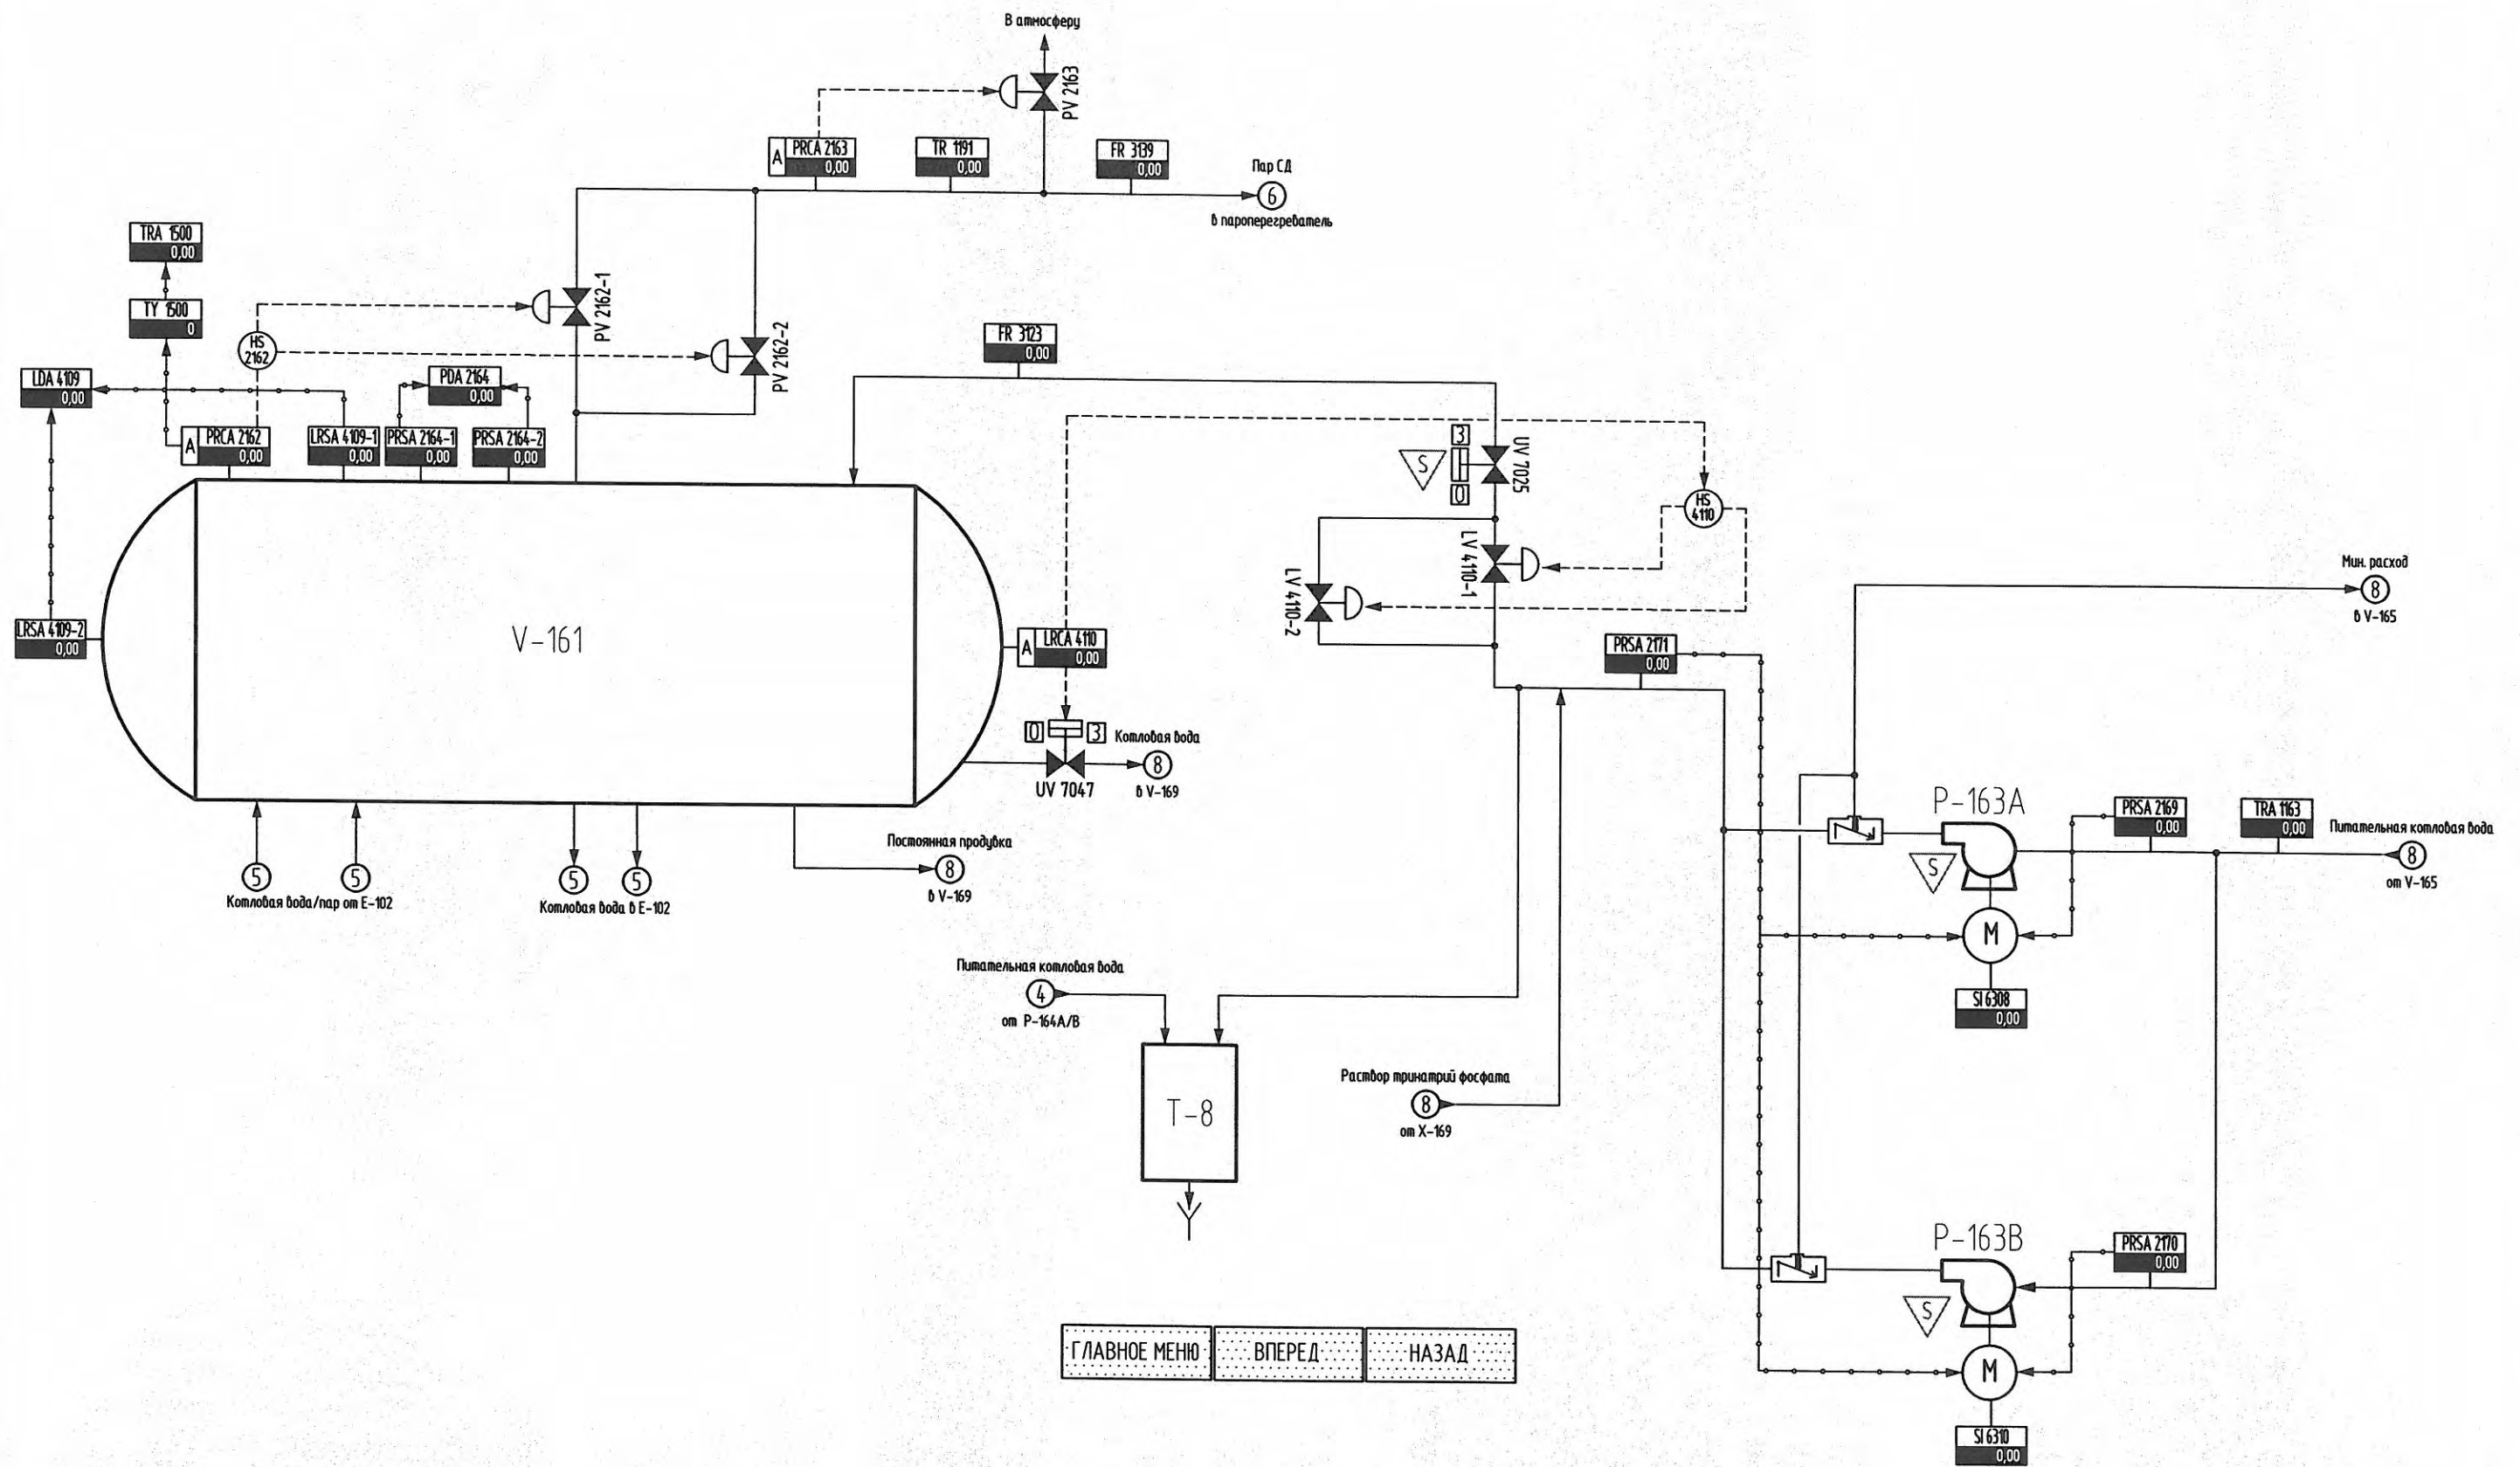 В атмосферу
PV 2163
A
PRCA 2163
0,00
TR 1191
0,00
FR 3139
0,00
Пар СД
6
в пароперегреватель
TRA 1500
0,00
TY 1500
0
HS
2162
PV 2162-1
PV 2162-2
FR 3123
0,00
LDA 4109
0,00
PDA 2164
0,00
A
PRCA 2162
0,00
LRSA 4109-1
0,00
PRSA 2164-1
0,00
PRSA 2164-2
0,00
З
S
О
UV 7025
HS
4110
LV 4110-1
LV 4110-2
Мин. расход
8
в V-165
LRSA 4109-2
0,00
V-161
A
LRCA 4110
0,00
PRSA 2171
0,00
О
З
Котловая вода
8
UV 7047
в V-169
P-163A
PRSA 2169
0,00
TRA 1163
0,00
Питательная котловая вода
8
от V-165
S
M
SI 6308
0,00
5
5
Котловая вода/пар от E-102
5
5
Котловая вода в E-102
Постоянная продувка
8
в V-169
Питательная котловая вода
4
от P-164A/B
T-8
Раствор тринатрий фосфата
8
от X-169
P-163B
PRSA 2170
0,00
S
M
SI 6310
0,00
ГЛАВНОЕ МЕНЮ
ВПЕРЕД
НАЗАД